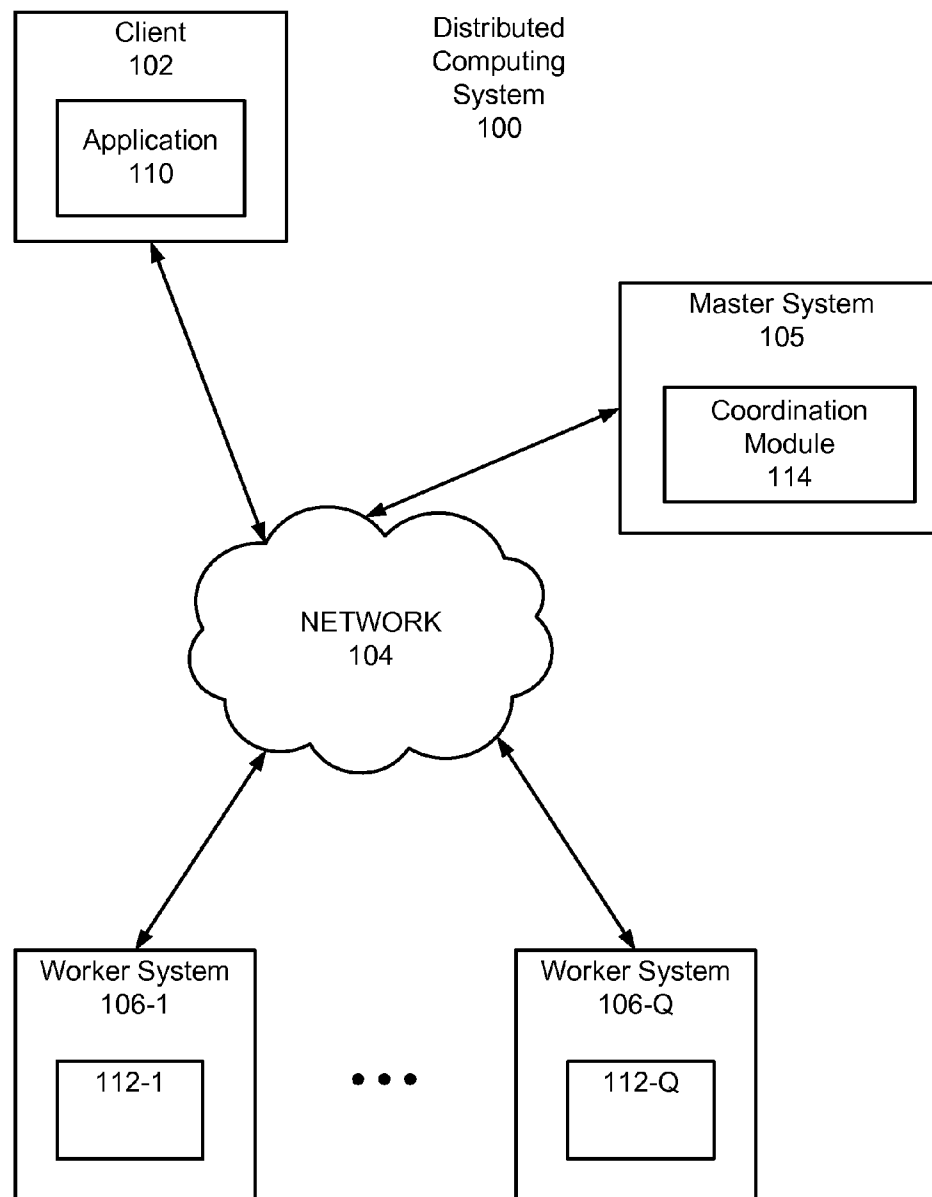 Client
102
Application
110
Distributed
Computing
System
100
Master System
105
Coordination
Module
114
NETWORK
104
Worker System
106-1
112-1
Worker System
106-Q
112-Q